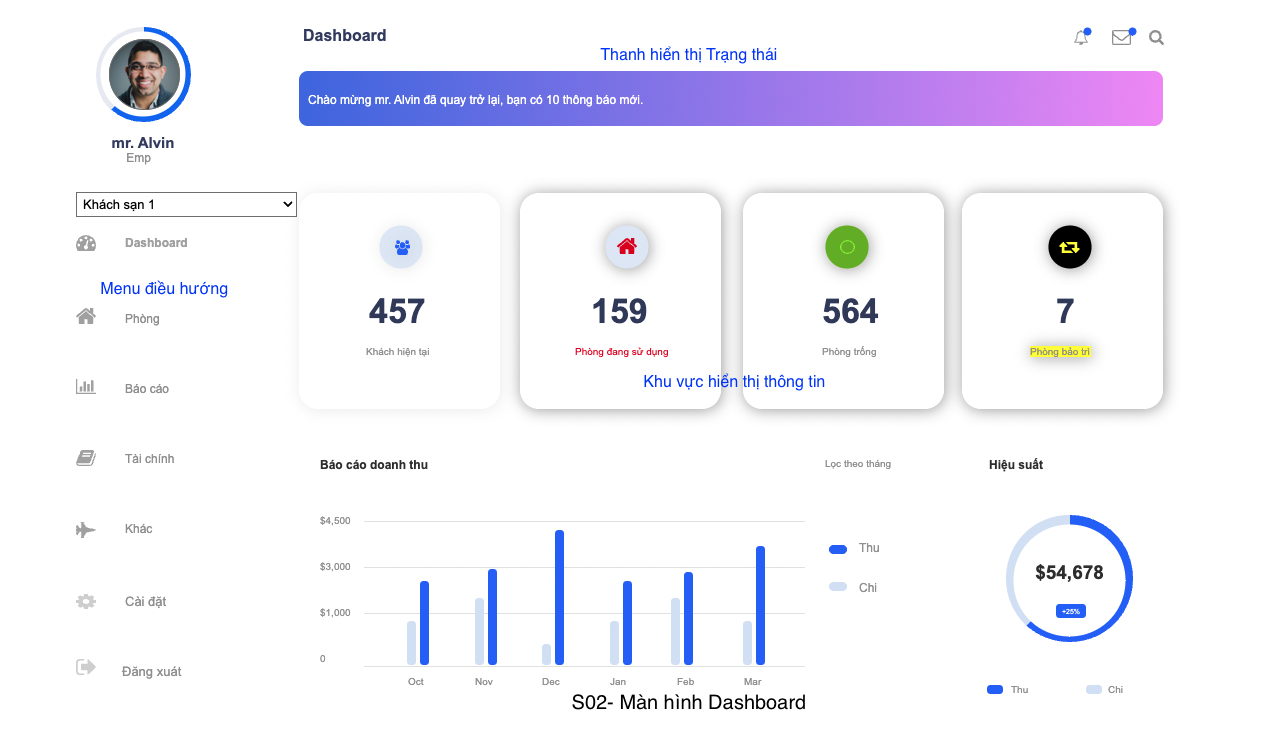 Dashboard
Thanh hiển thị Trạng thái
Chào mừng mr. Alvin đã quay trở lại, bạn có 10 thông báo mới.
mr. Alvin
Emp
Khách sạn 1
Dashboard
Menu điều hướng
Phòng
Báo cáo
Tài chính
Khác
Cài đặt
Đăng xuát
457
Khách hiện tại
159
Phòng đang sử dụng
564
Phòng trống
7
Phòng bảo trì
Khu vực hiển thị thông tin
Báo cáo doanh thu
Lọc theo tháng
$4,500
$3,000
$1,000
0
Oct
Nov
Dec
Jan
Feb
Mar
Thu
Chi
Hiệu suất
$54,678
+25%
Thu
Chi
S02- Màn hình Dashboard